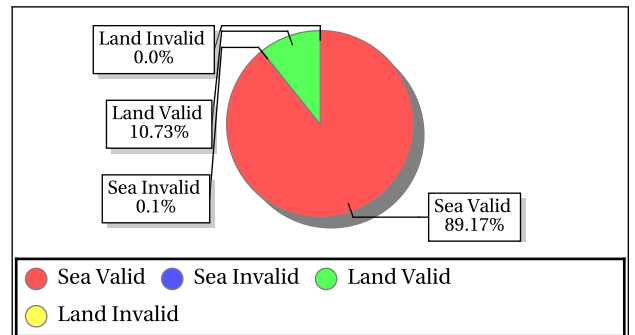 Land Invalid
0.0%
Land Valid
10.73%
Sea Invalid
0.1%
Sea Valid
89.17%
Sea Valid Sea Invalid Land Valid
Land Invalid